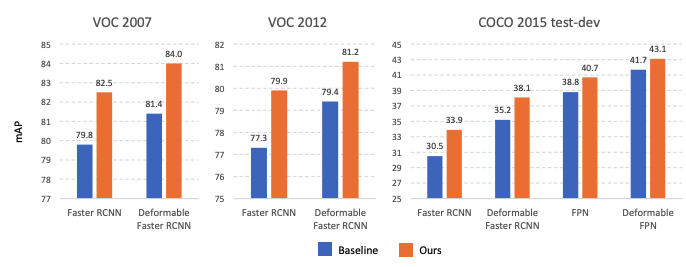 VOC 2007
VOC 2012
COCO 2015 test-dev
mAP
85
84
83
82
81
80
79
78
77
79.8
82.5
81.4
84.0
Faster RCNN
Deformable
Faster RCNN
82
81
80
79
78
77
76
75
77.3
79.9
79.4
81.2
Faster RCNN
Deformable
Faster RCNN
45
43
41
39
37
35
33
31
29
27
25
30.5
33.9
35.2
38.1
38.8
40.7
41.7
43.1
Faster RCNN
Deformable
Faster RCNN
FPN
Deformable
FPN
Baseline
Ours